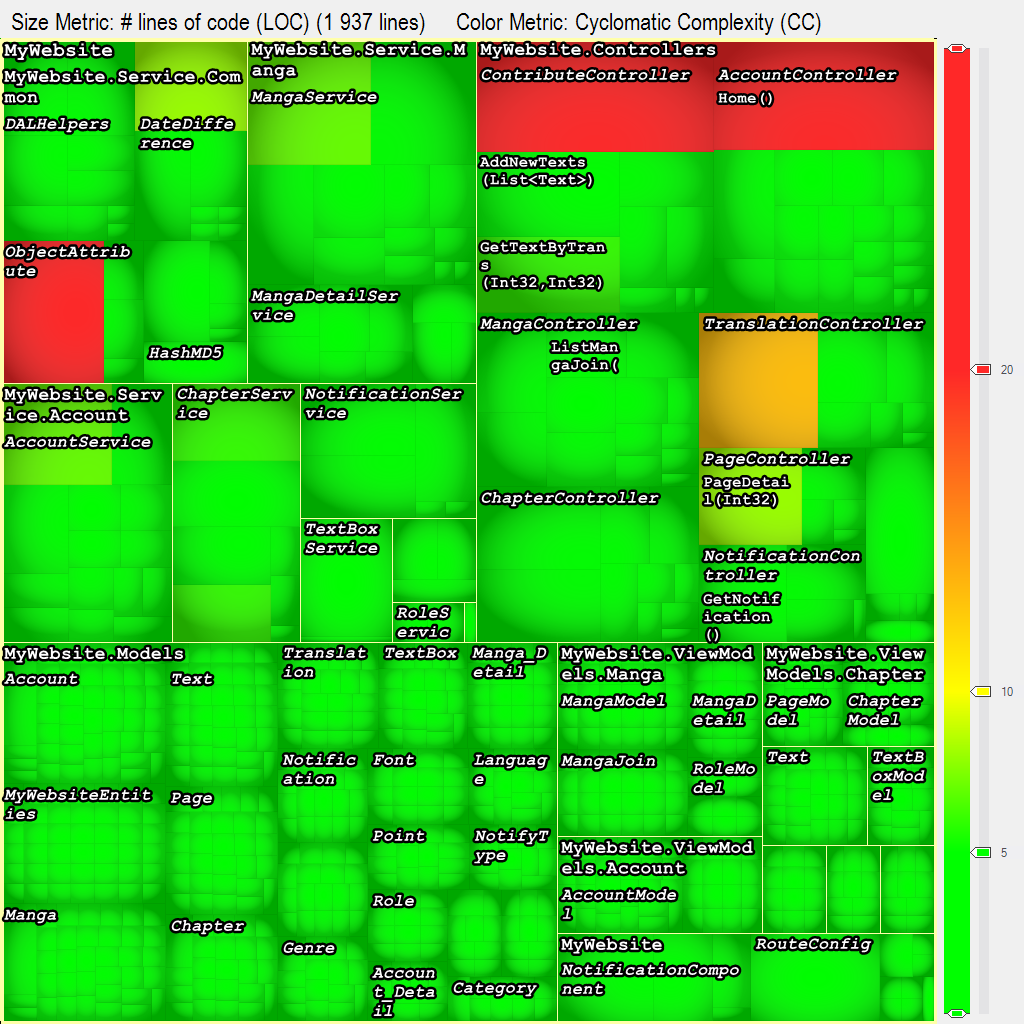 Size Metric: # lines of code (LOC) (1 937 lines) Color Metric: Cyclomatic Complexity (CC)
MyWebsite
MyWebsite.Service.Com
mon
DALHelpers
DateDiffe
rence
ObjectAttrib
ute
HashMD5
MyWebsite.Service.M
anga
MangaService
MangaDetailSer
vice
MyWebsite.Controllers
ContributeController
AccountController
Home()
AddNewTexts
(List<Text>)
GetTextByTran
s
(Int32,Int32)
MangaController
ListMan
gaJoin(
TranslationController
PageController
PageDetai
l(Int32)
ChapterController
NotificationCon
troller
GetNotif
ication
()
MyWebsite.Serv
ice.Account
AccountService
ChapterServ
ice
NotificationSer
vice
TextBox
Service
RoleS
ervic
MyWebsite.Models
Account
Text
Translat
ion
TextBox
Manga_D
etail
MyWebsiteEntit
ies
Page
Notific
ation
Font
Languag
e
Point
NotifyT
ype
Manga
Chapter
Genre
Role
Accoun
t_Detai
il
Category
MyWebsite.ViewMod
els.Manga
MangaModel
MangaD
etail
MangaJoin
RoleMo
del
MyWebsite.View
Models.Chapter
PageMo
del
Chapter
Model
Text
TextB
oxMod
el
MyWebsite.ViewMod
els.Account
AccountMode
l
MyWebsite
NotificationCompo
nent
RouteConfig
20
10
5